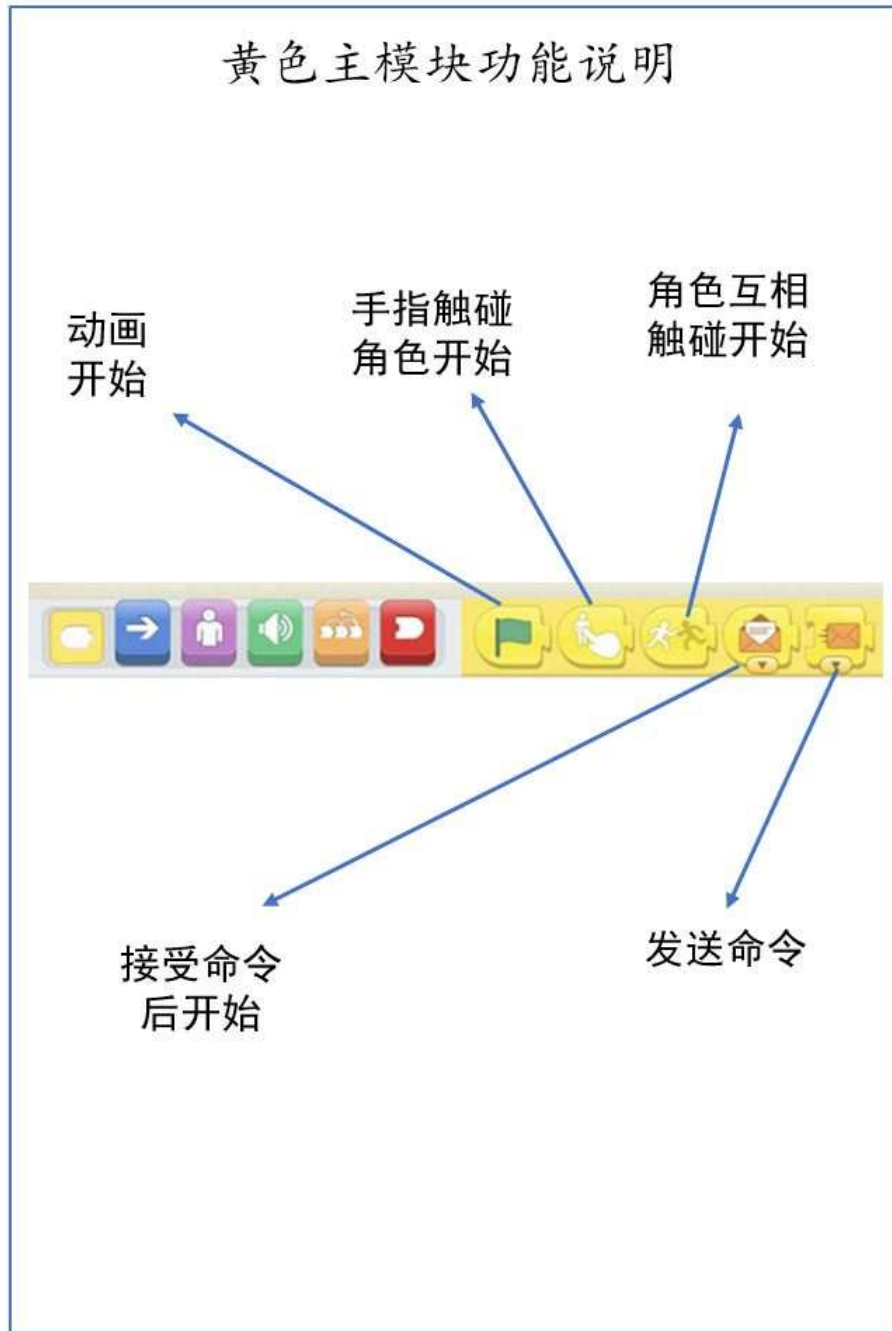 黄色主模块功能说明
动画
开始
手指触碰
角色开始
角色互相
触碰开始
接受命令
后开始
发送命令